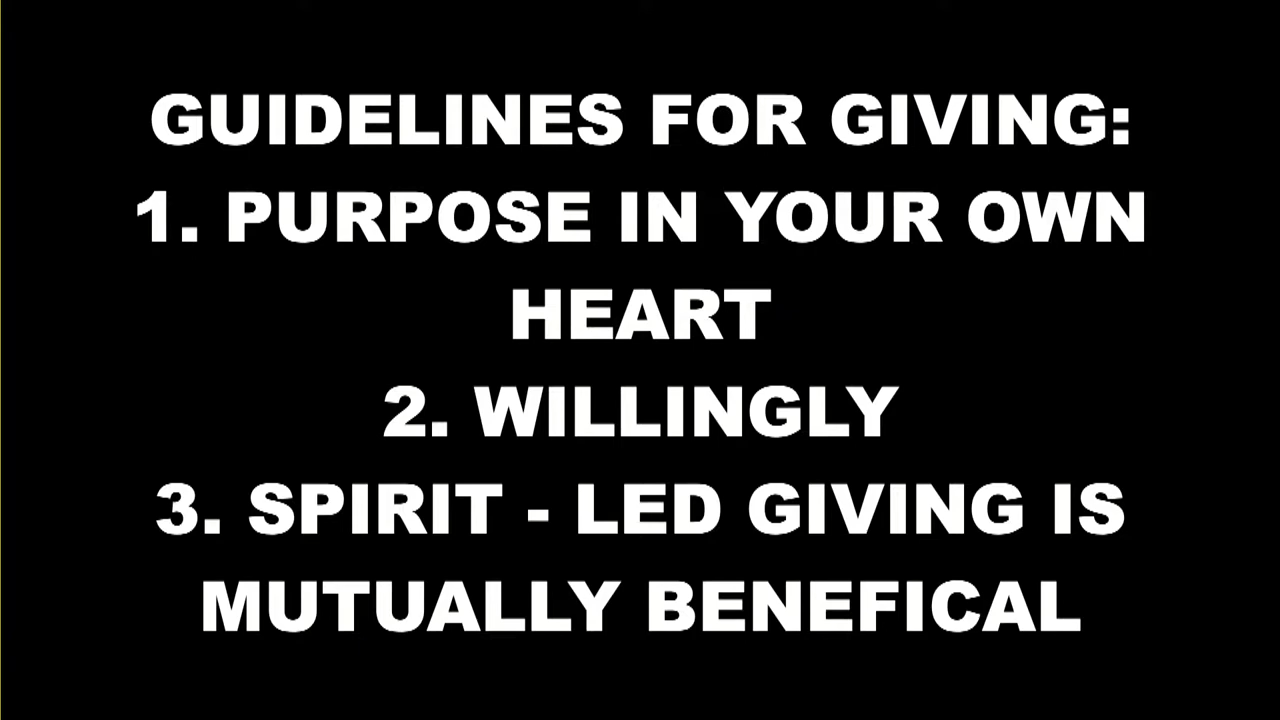 GUIDELINES FOR GIVING:
1. PURPOSE IN YOUR OWN
HEART
2. WILLINGLY
3. SPIRIT - LED GIVING IS
MUTUALLY BENEFICAL